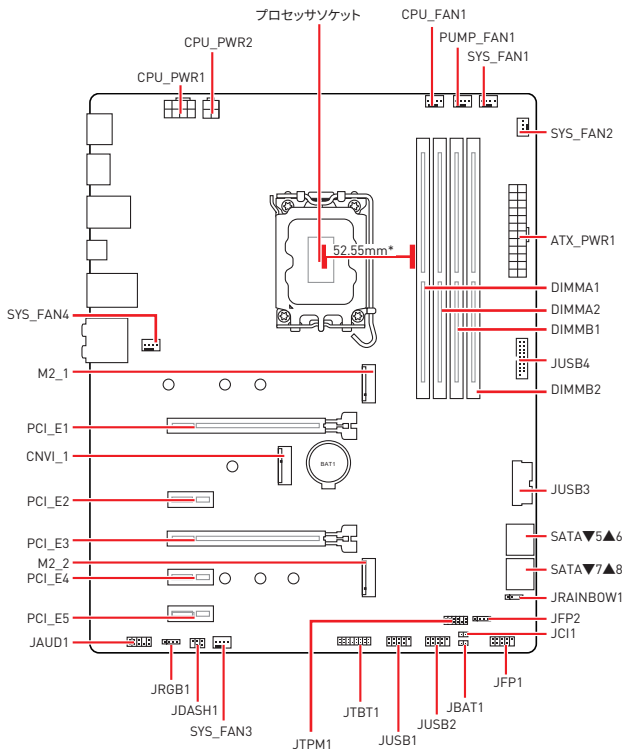 プロセッサソケット
CPU_FAN1
PUMP_FAN1
CPU_PWR2
SYS_FAN1
CPU_PWR1
SYS_FAN2
ATX_PWR1
52.55mm*
DIMMA1
DIMMA2
SYS_FAN4
DIMMB1
JUSB4
M2_1
DIMMB2
PCI_E1
CNVI_1
BAT1
PCI_E2
JUSB3
PCI_E3
SATA▼5▲6
M2_2
SATA▼7▲8
PCI_E4
JRAINBOW1
PCI_E5
JFP2
JAUD1
JCI1
JRGB1
JDASH1
SYS_FAN3
JTBT1
JTPM1
JUSB1
JUSB2
JBAT1
JFP1